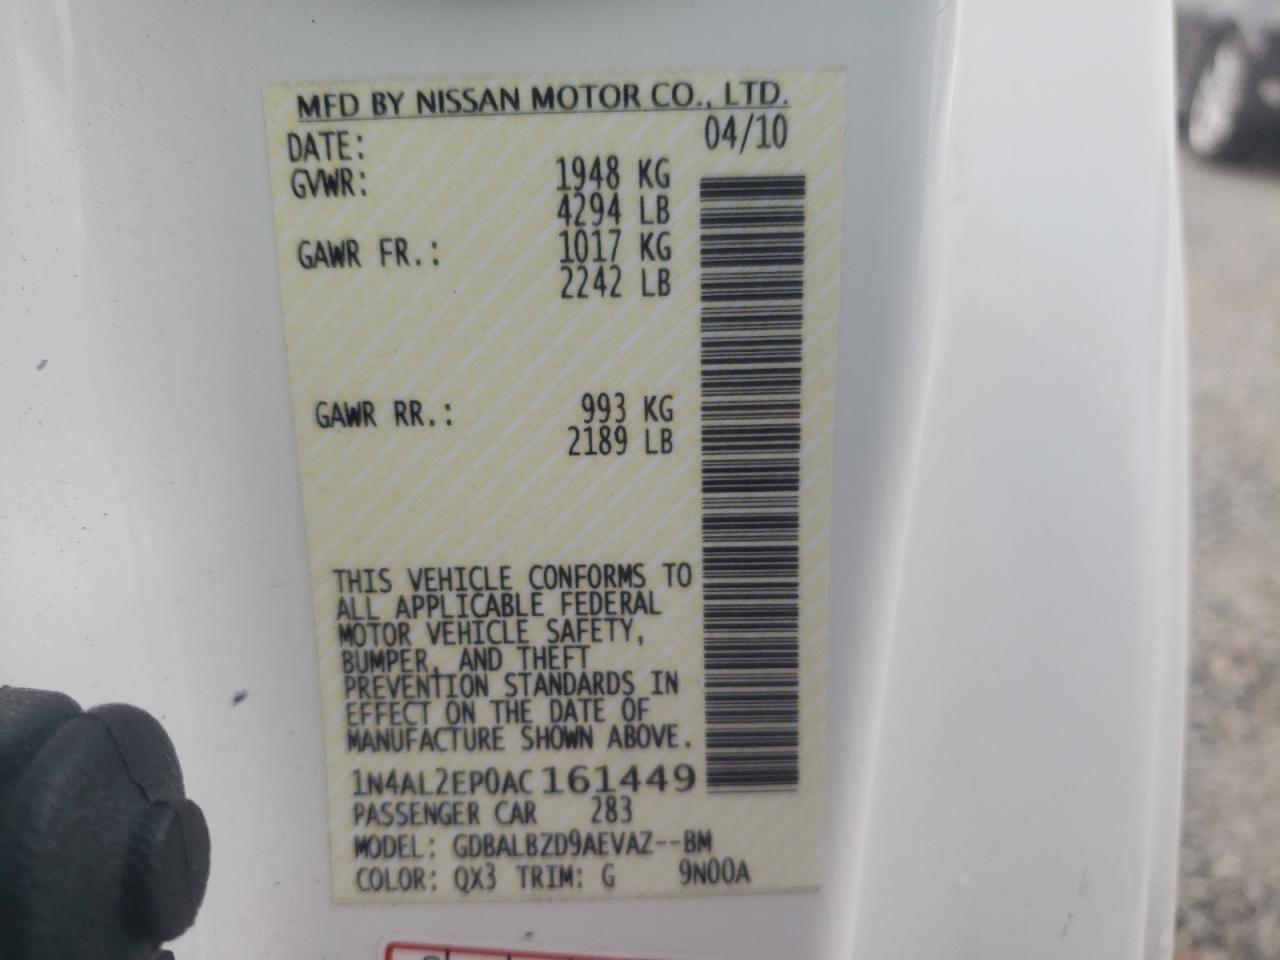 MFD BY NISSAN MOTOR CO., LTD.
DATE: 04/10
GVWR: 1948 KG
4294 LB
GAWR FR.: 1017 KG
2242 LB
GAWR RR.: 993 KG
2189 LB
THIS VEHICLE CONFORMS TO
ALL APPLICABLE FEDERAL
MOTOR VEHICLE SAFETY,
BUMPER, AND THEFT
PREVENTION STANDARDS IN
EFFECT ON THE DATE OF
MANUFACTURE SHOWN ABOVE.
1N4AL2EP0AC161449
PASSENGER CAR 283
MODEL: GDBALBZD9AEVAZ--BM
COLOR: QX3 TRIM: G 9N00A